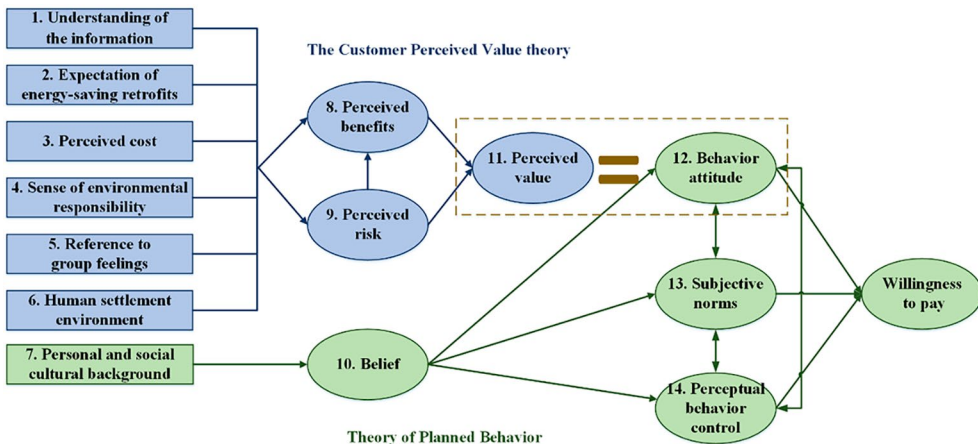 1. Understanding of
the information
2. Expectation of
energy-saving retrofits
3. Perceived cost
4. Sense of environmental
responsibility
5. Reference to
group feelings
6. Human settlement
environment
7. Personal and social
cultural background
The Customer Perceived Value theory
8. Perceived
benefits
9. Perceived
risk
10. Belief
11. Perceived
value
12. Behavior
attitude
13. Subjective
norms
14. Perceptual
behavior
control
Willingness
to pay
Theory of Planned Behavior